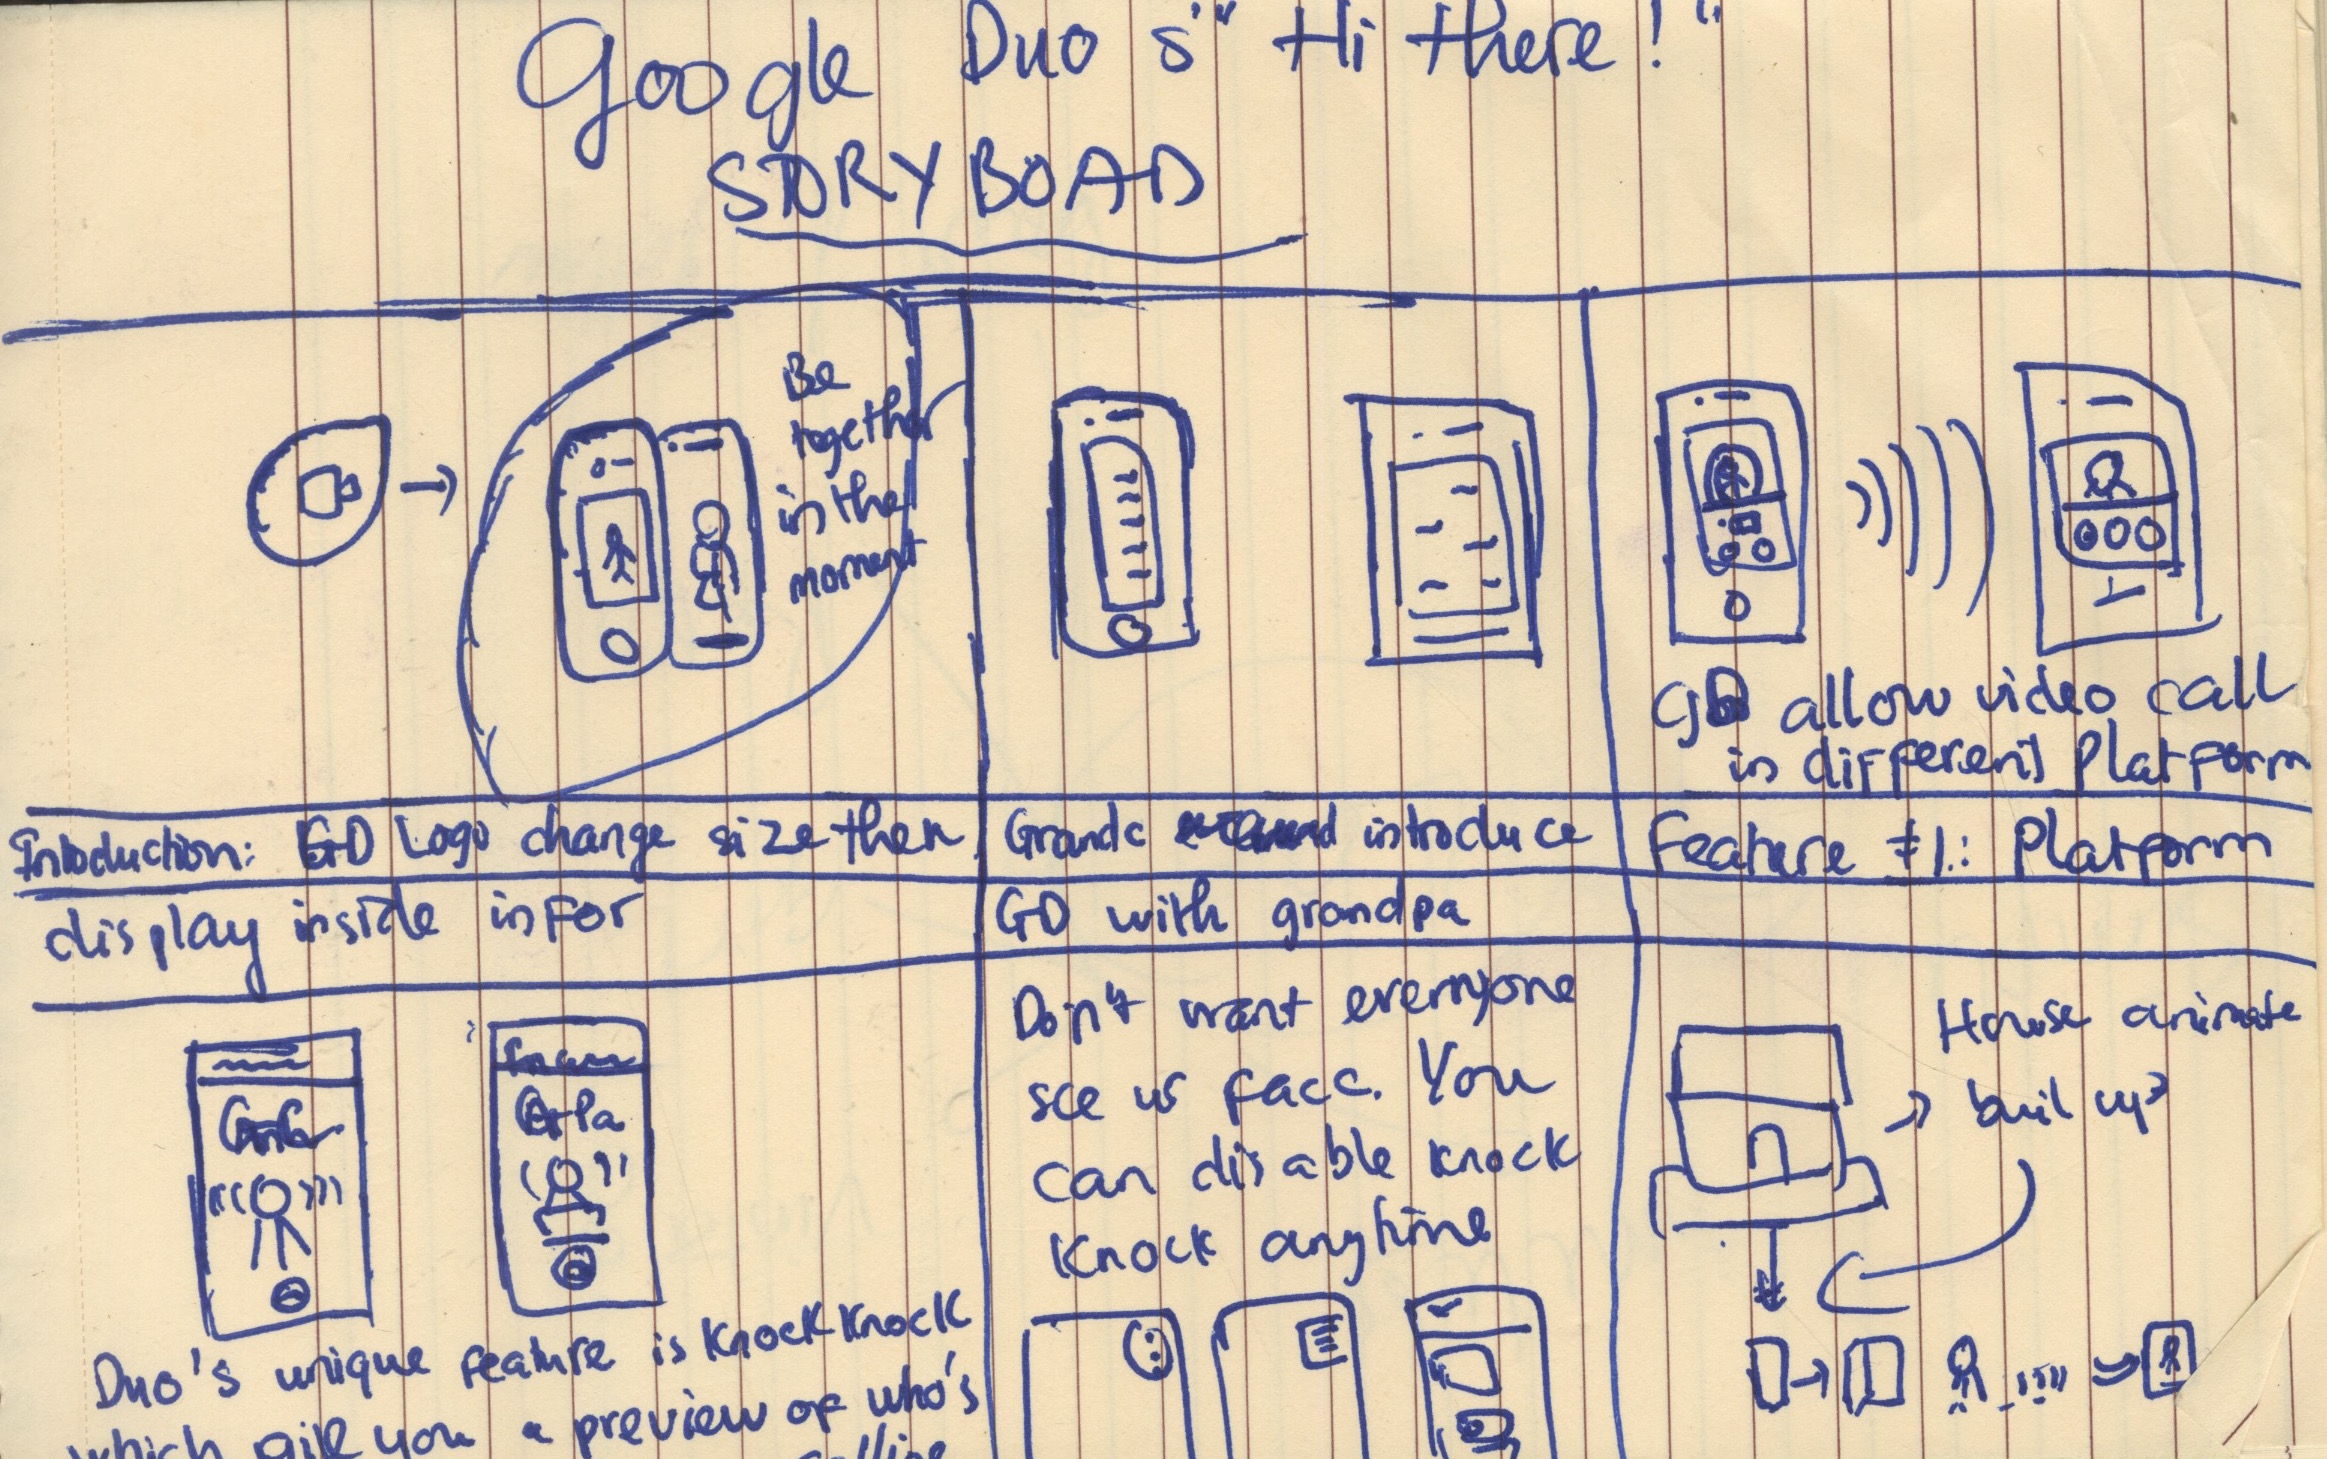 Google Duo's "Hi there!"
STORYBOAD
Be
together
in the
moment
GD allow video call
in different Platform
Introduction: GD Logo change size then
display inside infor
Grandc introduce
GD with grandpa
Feature #1: Platform
GrPa
Duo's unique feature is Knock Knock
which give you a preview of who's
calling
Don't want everyone
see ur face. You
can disable knock
Knock anytime
House animate
buil up